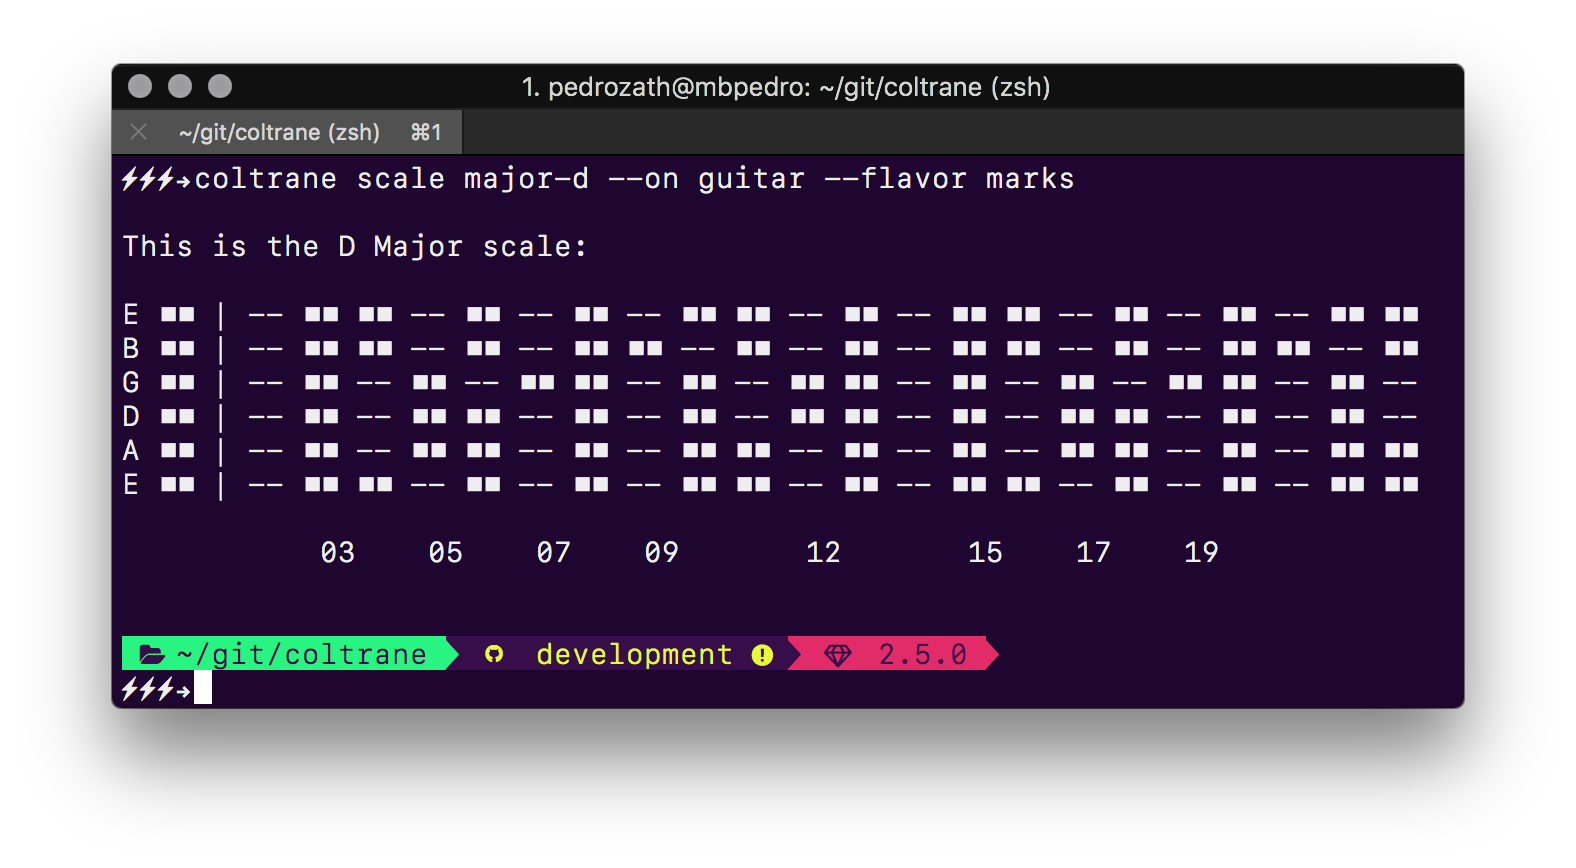 1. pedrozath@mbpedro: ~/git/coltrane (zsh)
~/git/coltrane (zsh) ⌘1
⚡⚡⚡➜coltrane scale major-d --on guitar --flavor marks
This is the D Major scale:
E ◼◼ | -- ◼◼ ◼◼ -- ◼◼ -- ◼◼ -- ◼◼ ◼◼ -- ◼◼ -- ◼◼ ◼◼ -- ◼◼ -- ◼◼ -- ◼◼ ◼◼
B ◼◼ | -- ◼◼ ◼◼ -- ◼◼ -- ◼◼ ◼◼ -- ◼◼ -- ◼◼ -- ◼◼ ◼◼ -- ◼◼ -- ◼◼ ◼◼ -- ◼◼
G ◼◼ | -- ◼◼ -- ◼◼ -- ◼◼ ◼◼ -- ◼◼ -- ◼◼ ◼◼ -- ◼◼ -- ◼◼ -- ◼◼ ◼◼ -- ◼◼ --
D ◼◼ | -- ◼◼ -- ◼◼ ◼◼ -- ◼◼ -- ◼◼ -- ◼◼ ◼◼ -- ◼◼ -- ◼◼ ◼◼ -- ◼◼ -- ◼◼ --
A ◼◼ | -- ◼◼ -- ◼◼ ◼◼ -- ◼◼ -- ◼◼ ◼◼ -- ◼◼ -- ◼◼ -- ◼◼ ◼◼ -- ◼◼ -- ◼◼ ◼◼
E ◼◼ | -- ◼◼ ◼◼ -- ◼◼ -- ◼◼ -- ◼◼ ◼◼ -- ◼◼ -- ◼◼ ◼◼ -- ◼◼ -- ◼◼ -- ◼◼ ◼◼
03 05 07 09 12 15 17 19
~/git/coltrane development 2.5.0
⚡⚡⚡➜